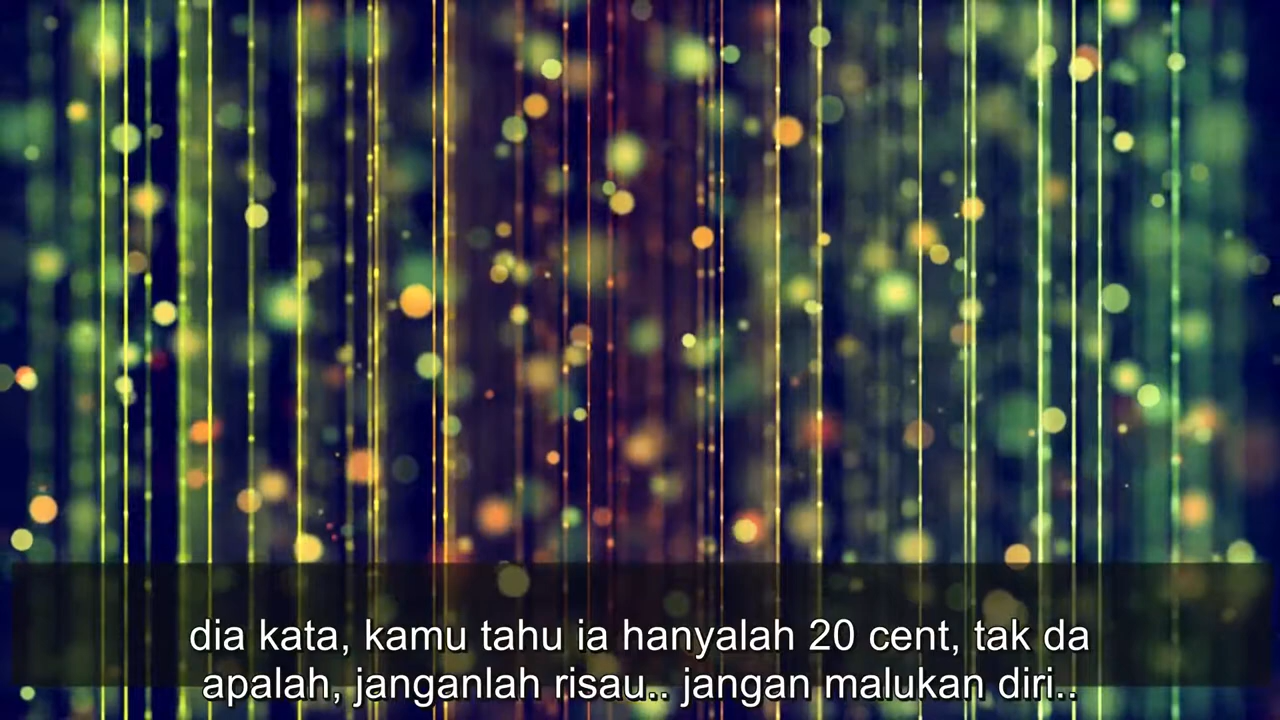 dia kata, kamu tahu ia hanyalah 20 cent, tak da
apalah, janganlah risau.. jangan malukan diri..